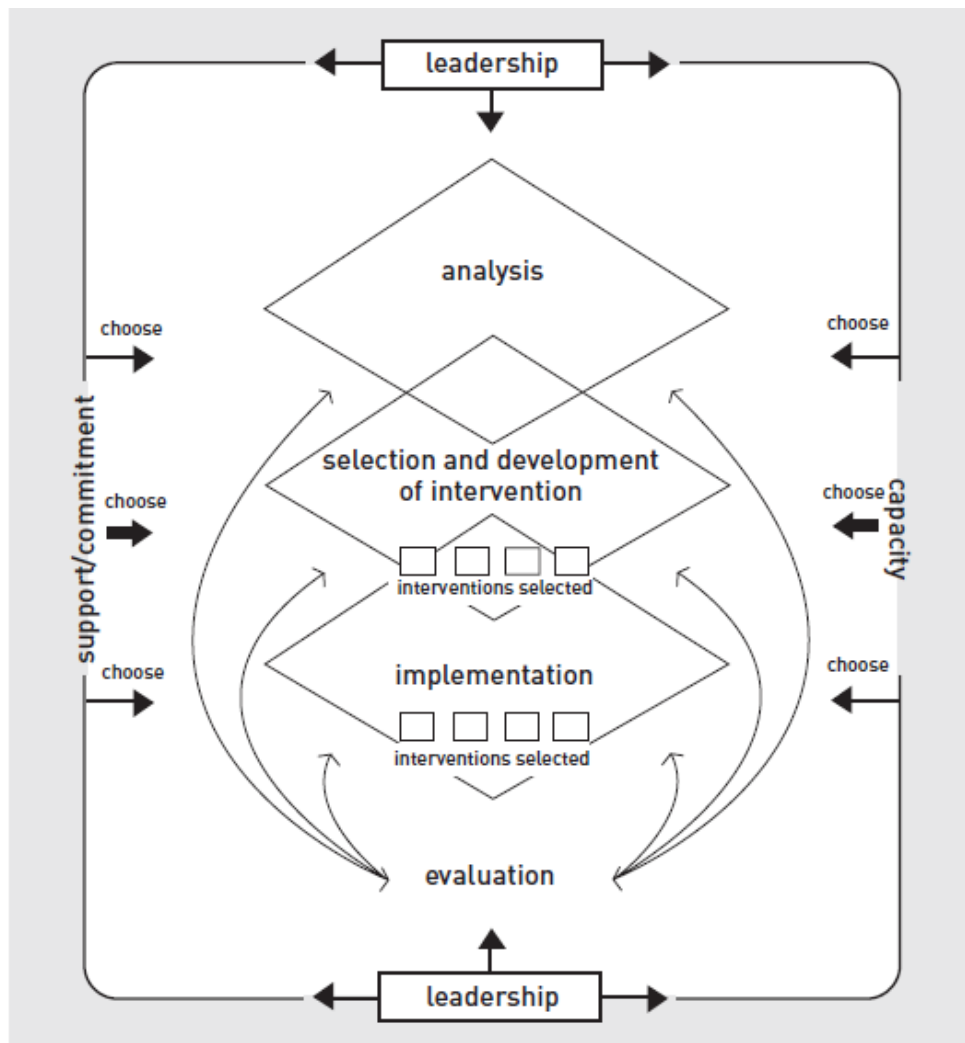 leadership
analysis
choose
choose
support/commitment
selection and development
of intervention
capacity
choose
choose
interventions selected
choose
choose
implementation
interventions selected
evaluation
leadership